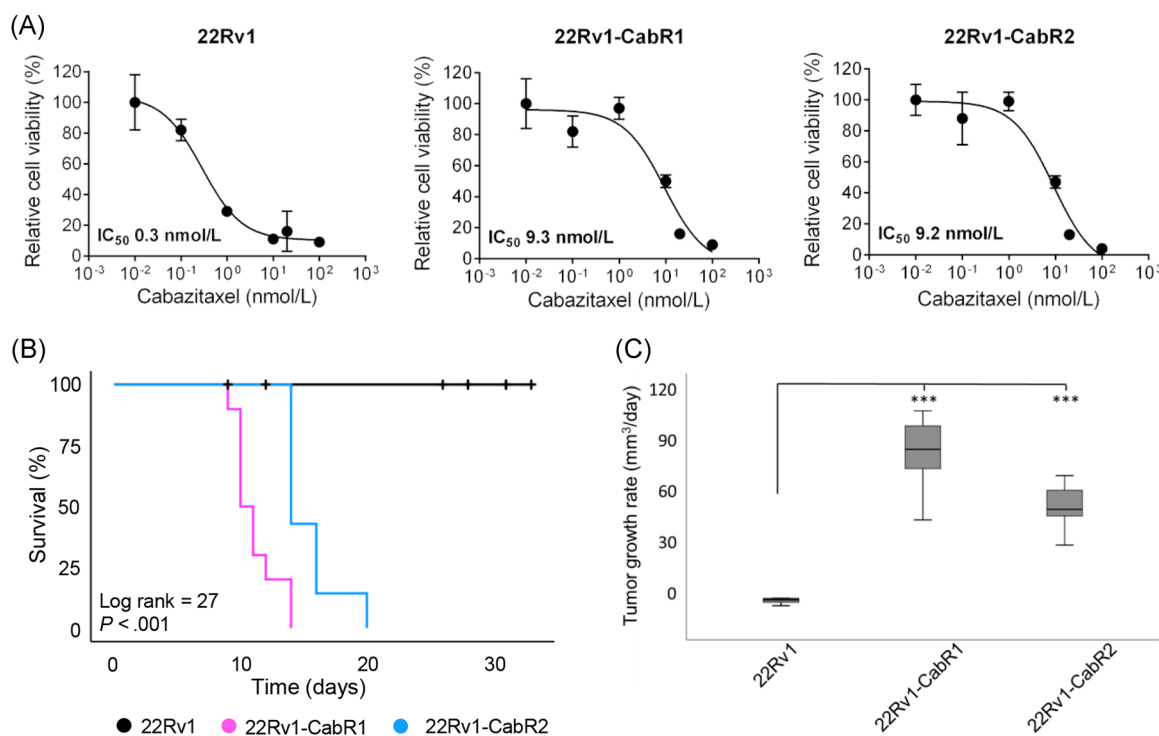 (A)
22Rv1
22Rv1-CabR1
22Rv1-CabR2
Relative cell viability (%)
120
100
80
60
40
20
0
IC50 0.3 nmol/L
10-3 10-2 10-1 100 101 102 103
Cabazitaxel (nmol/L)
Relative cell viability (%)
120
100
80
60
40
20
0
IC50 9.3 nmol/L
10-3 10-2 10-1 100 101 102 103
Cabazitaxel (nmol/L)
Relative cell viability (%)
120
100
80
60
40
20
0
IC50 9.2 nmol/L
10-3 10-2 10-1 100 101 102 103
Cabazitaxel (nmol/L)
(B)
Survival (%)
100
75
50
25
0
Log rank = 27
P < .001
0 10 20 30
Time (days)
22Rv1 22Rv1-CabR1 22Rv1-CabR2
(C)
Tumor growth rate (mm3/day)
120
90
60
30
0
*** ***
22Rv1
22Rv1-CabR1
22Rv1-CabR2